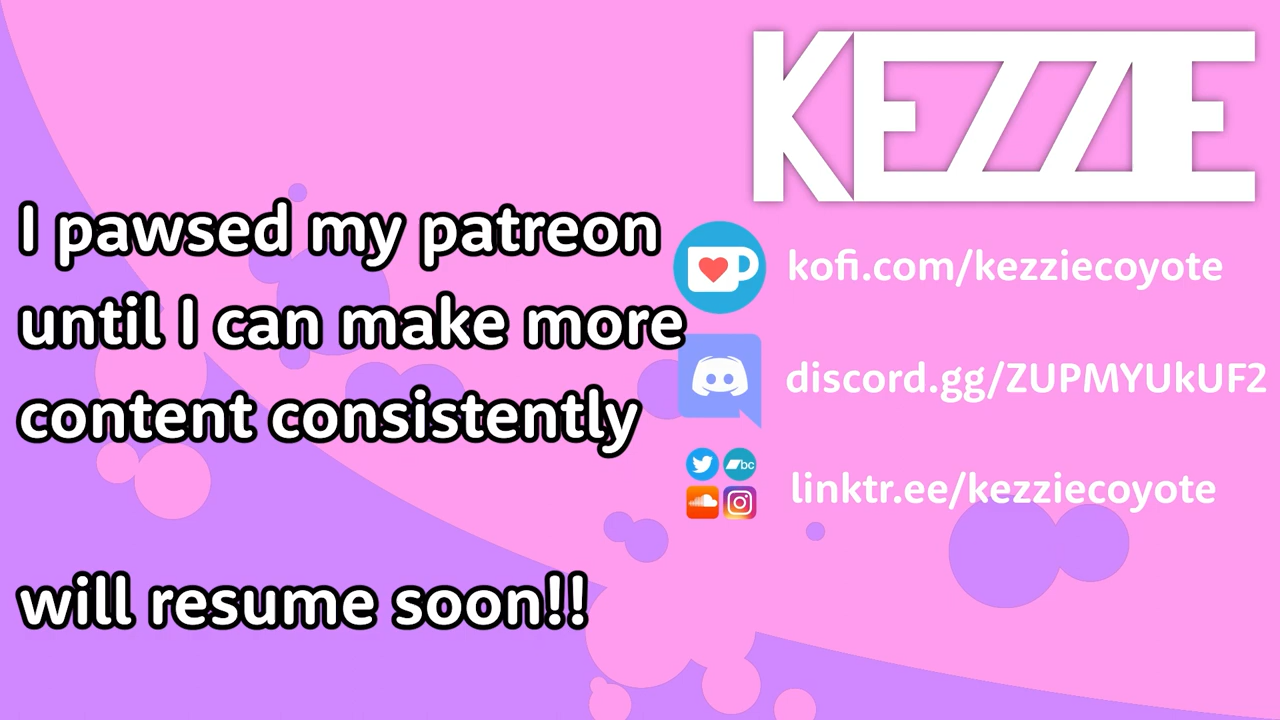 KEZZIE
I pawsed my patreon
until I can make more
content consistently
will resume soon!!
kofi.com/kezziecoyote
discord.gg/ZUPMYUkUF2
bc
linktr.ee/kezziecoyote